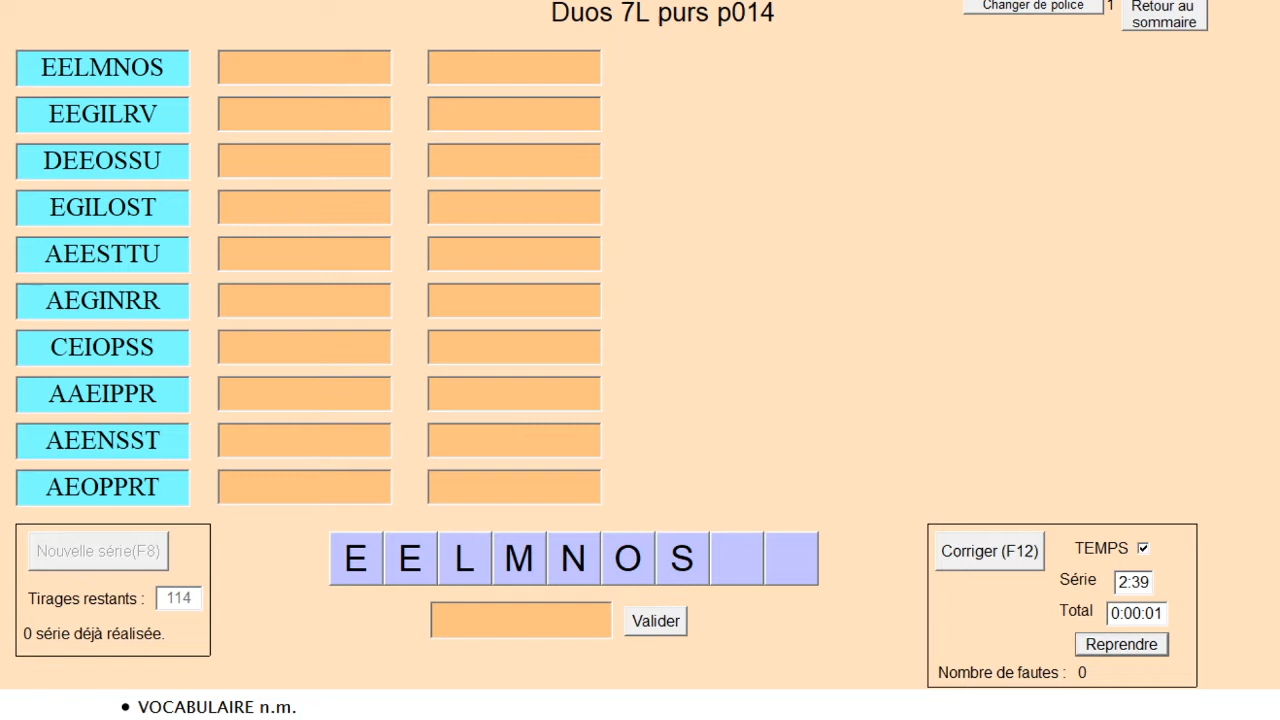 Duos 7L purs p014
Changer de police 1
Retour au
sommaire
EELMNOS
EEGILRV
DEEOSSU
EGILOST
AEESTTU
AEGINRR
CEIOPSS
AAEIPPR
AEENSST
AEOPPRT
Nouvelle série(F8)
Tirages restants : 114
0 série déjà réalisée.
E E L M N O S
Valider
Corriger (F12)
TEMPS
Série 2:39
Total 0:00:01
Reprendre
Nombre de fautes : 0
• VOCABULAIRE n.m.